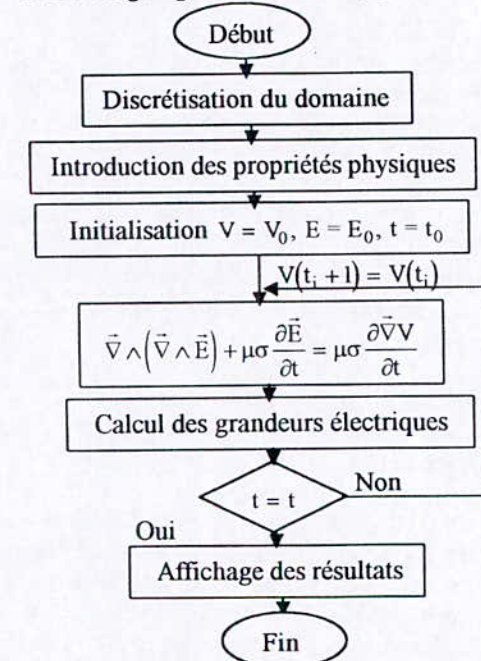 Début
Discrétisation du domaine
Introduction des propriétés physiques
Initialisation V = V₀, E = E₀, t = t₀
V(tᵢ + 1) = V(tᵢ)
∇⃗ ∧ (∇⃗ ∧ E⃗) + μσ ∂E⃗/∂t = μσ ∂∇⃗V/∂t
Calcul des grandeurs électriques
t = t
Non
Oui
Affichage des résultats
Fin